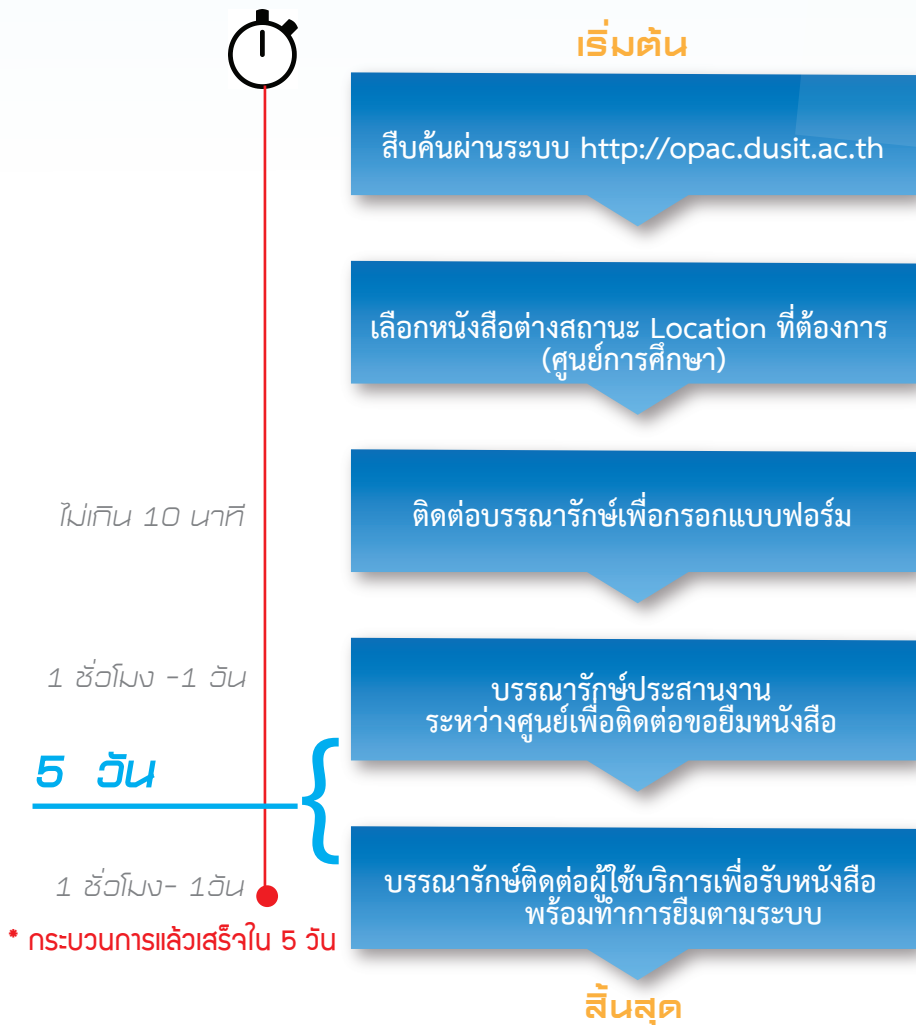 เริ่มต้น
สืบค้นผ่านระบบ http://opac.dusit.ac.th
เลือกหนังสือต่างสถานะ Location ที่ต้องการ
(ศูนย์การศึกษา)
ไม่เกิน 10 นาที
ติดต่อบรรณารักษ์เพื่อกรอกแบบฟอร์ม
1 ชั่วโมง -1 วัน
บรรณารักษ์ประสานงาน
ระหว่างศูนย์เพื่อติดต่อขอยืมหนังสือ
5 วัน
1 ชั่วโมง- 1วัน
บรรณารักษ์ติดต่อผู้ใช้บริการเพื่อรับหนังสือ
พร้อมทำการยืมตามระบบ
* กระบวนการแล้วเสร็จใน 5 วัน
สิ้นสุด